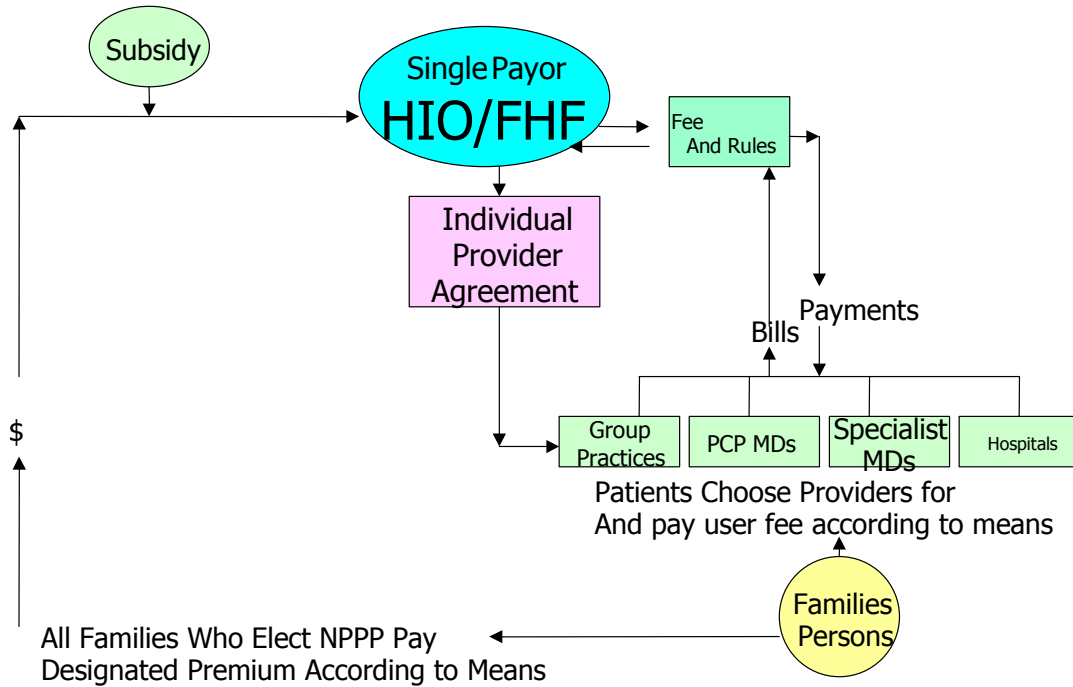 Subsidy
Single Payor
HIO/FHF
Fee
And Rules
Individual
Provider
Agreement
Payments
Bills
$
Group
Practices
PCP MDs
Specialist
MDs
Hospitals
Patients Choose Providers for
And pay user fee according to means
Families
Persons
All Families Who Elect NPPP Pay
Designated Premium According to Means